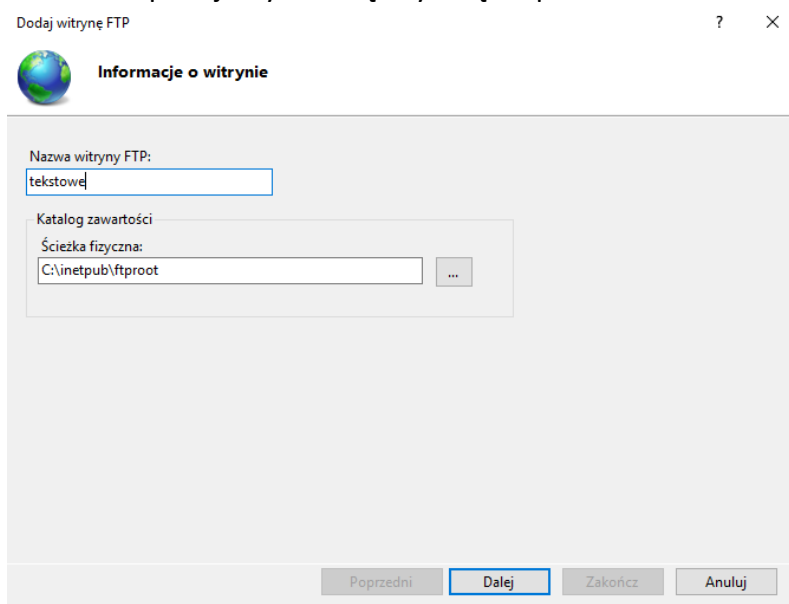 Dodaj witrynę FTP
?
Informacje o witrynie
Nazwa witryny FTP:
tekstowe
Katalog zawartości
Ścieżka fizyczna:
C:\inetpub\ftproot
...
Poprzedni Dalej Zakończ Anuluj